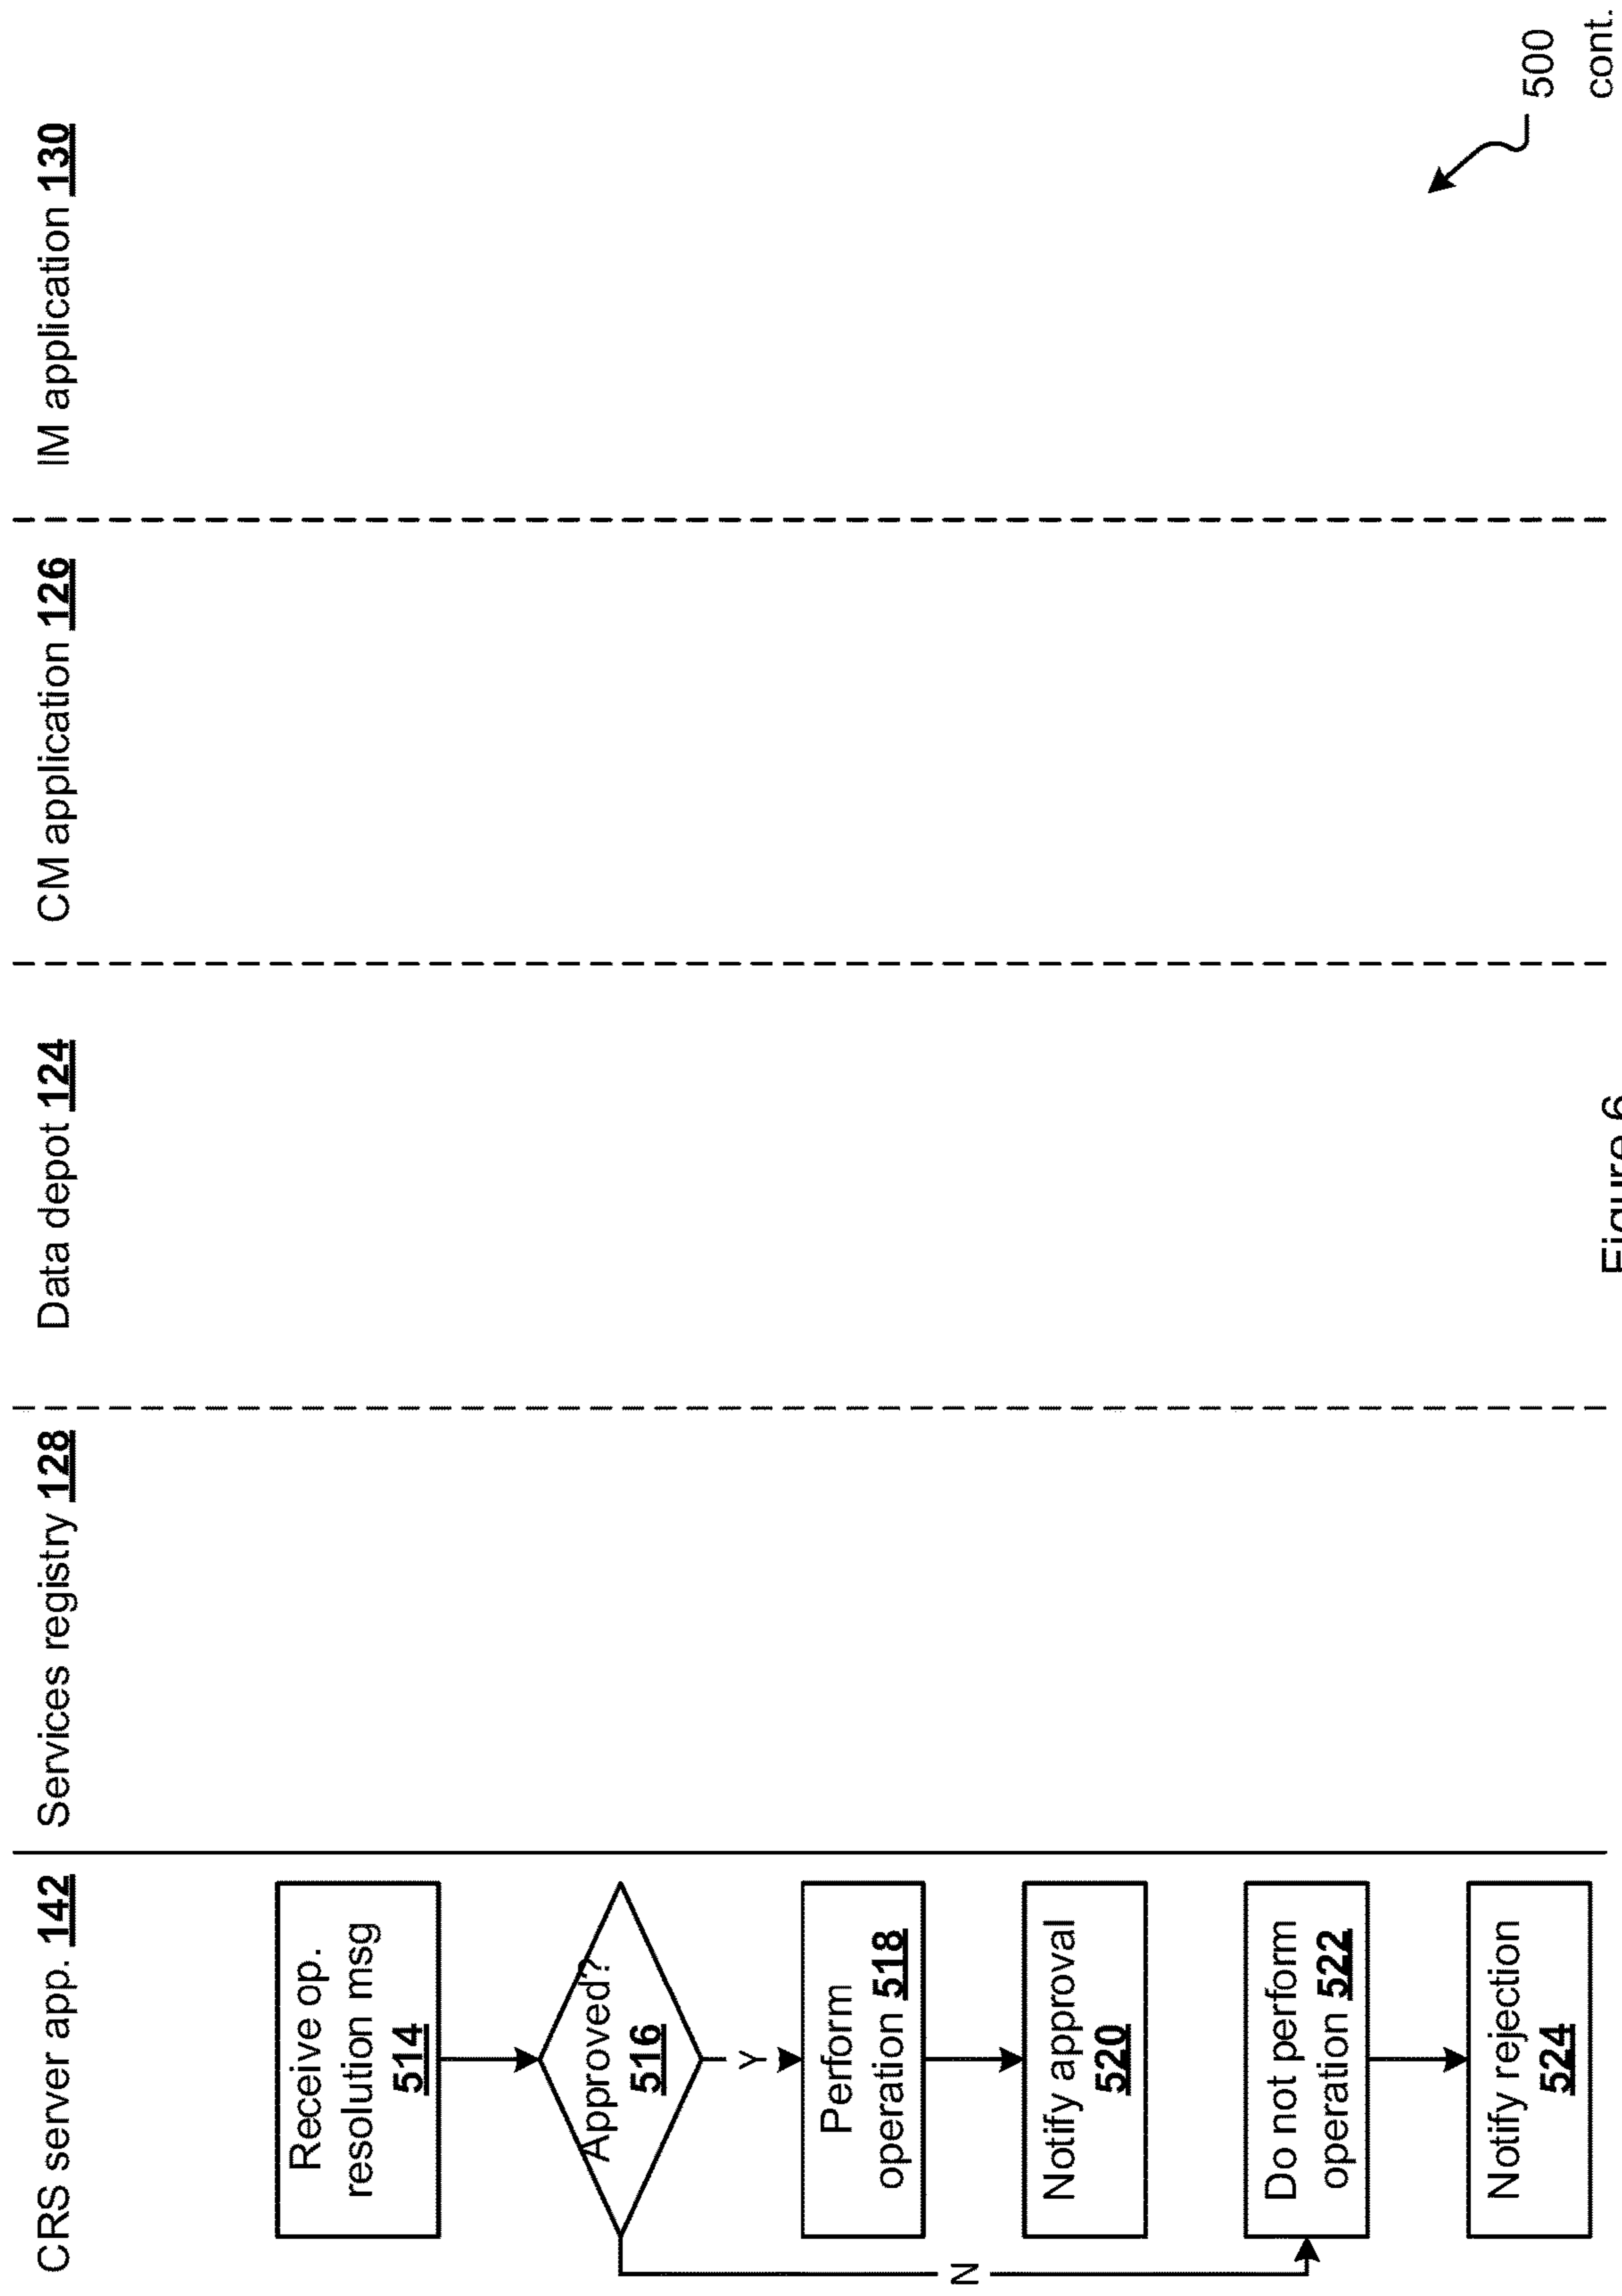 CRS server app. 142
Services registry 128
Data depot 124
CM application 126
IM application 130
Receive op.
resolution msg
514
Approved?
516
Y
Perform
operation 518
Notify approval
520
N
Do not perform
operation 522
Notify rejection
524
500
cont.
Figure 6